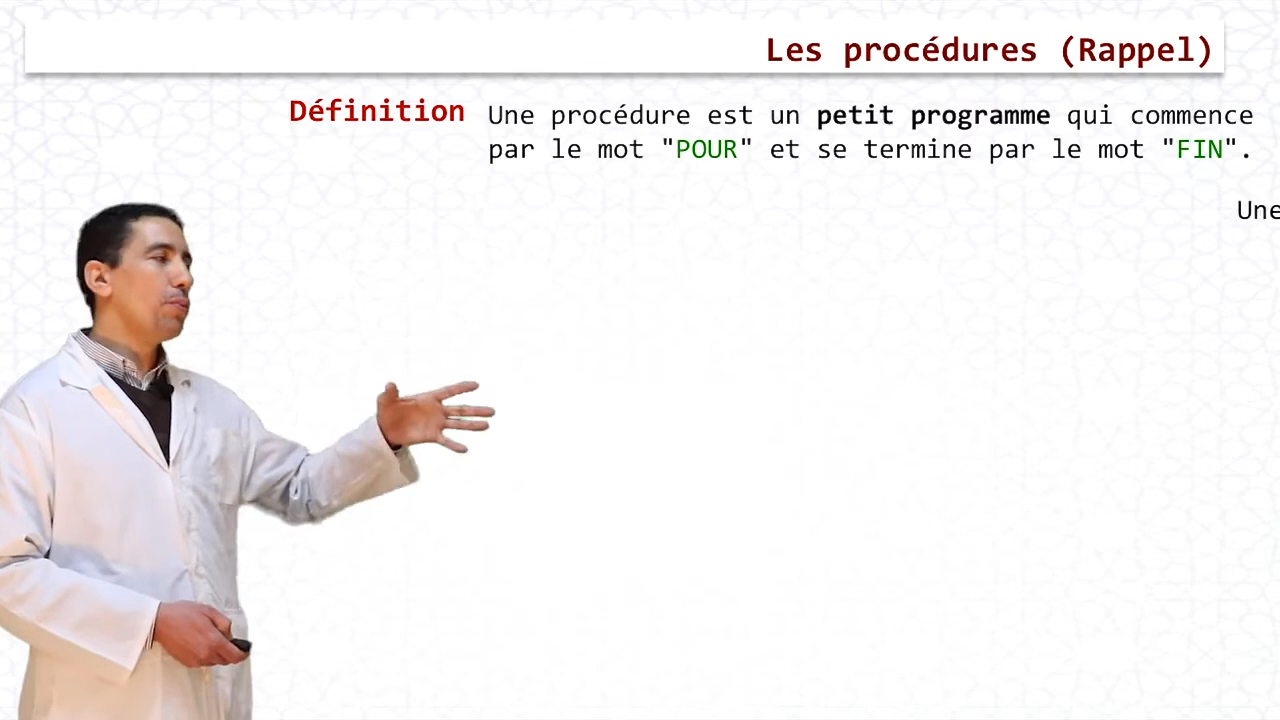 Les procédures (Rappel)
Définition
Une procédure est un petit programme qui commence
par le mot "POUR" et se termine par le mot "FIN".
Une